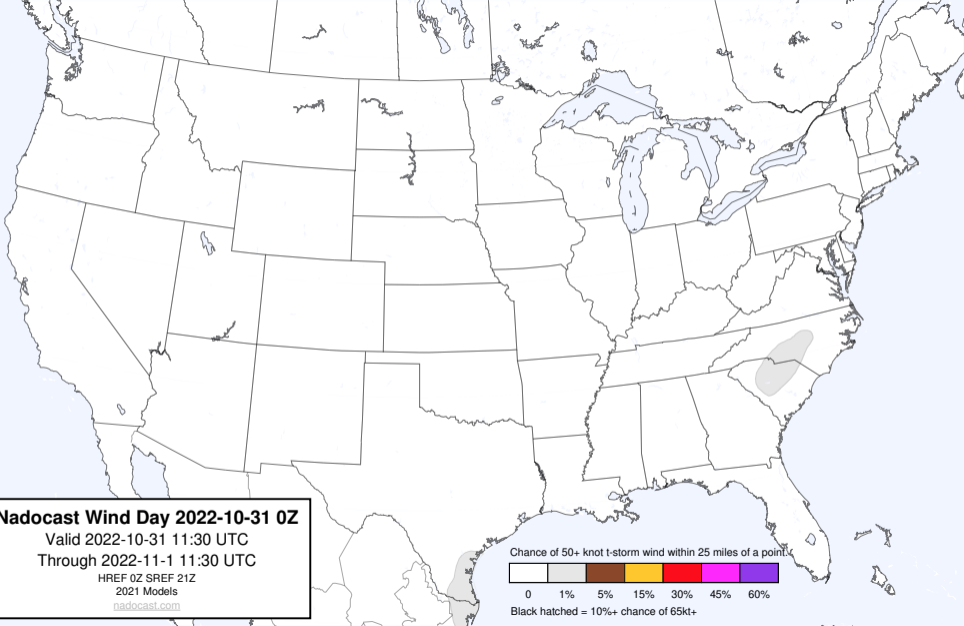 Nadocast Wind Day 2022-10-31 0Z
Valid 2022-10-31 11:30 UTC
Through 2022-11-1 11:30 UTC
HREF 0Z SREF 21Z
2021 Models
nadocast.com
Chance of 50+ knot t-storm wind within 25 miles of a point.
0 1% 5% 15% 30% 45% 60%
Black hatched = 10%+ chance of 65kt+